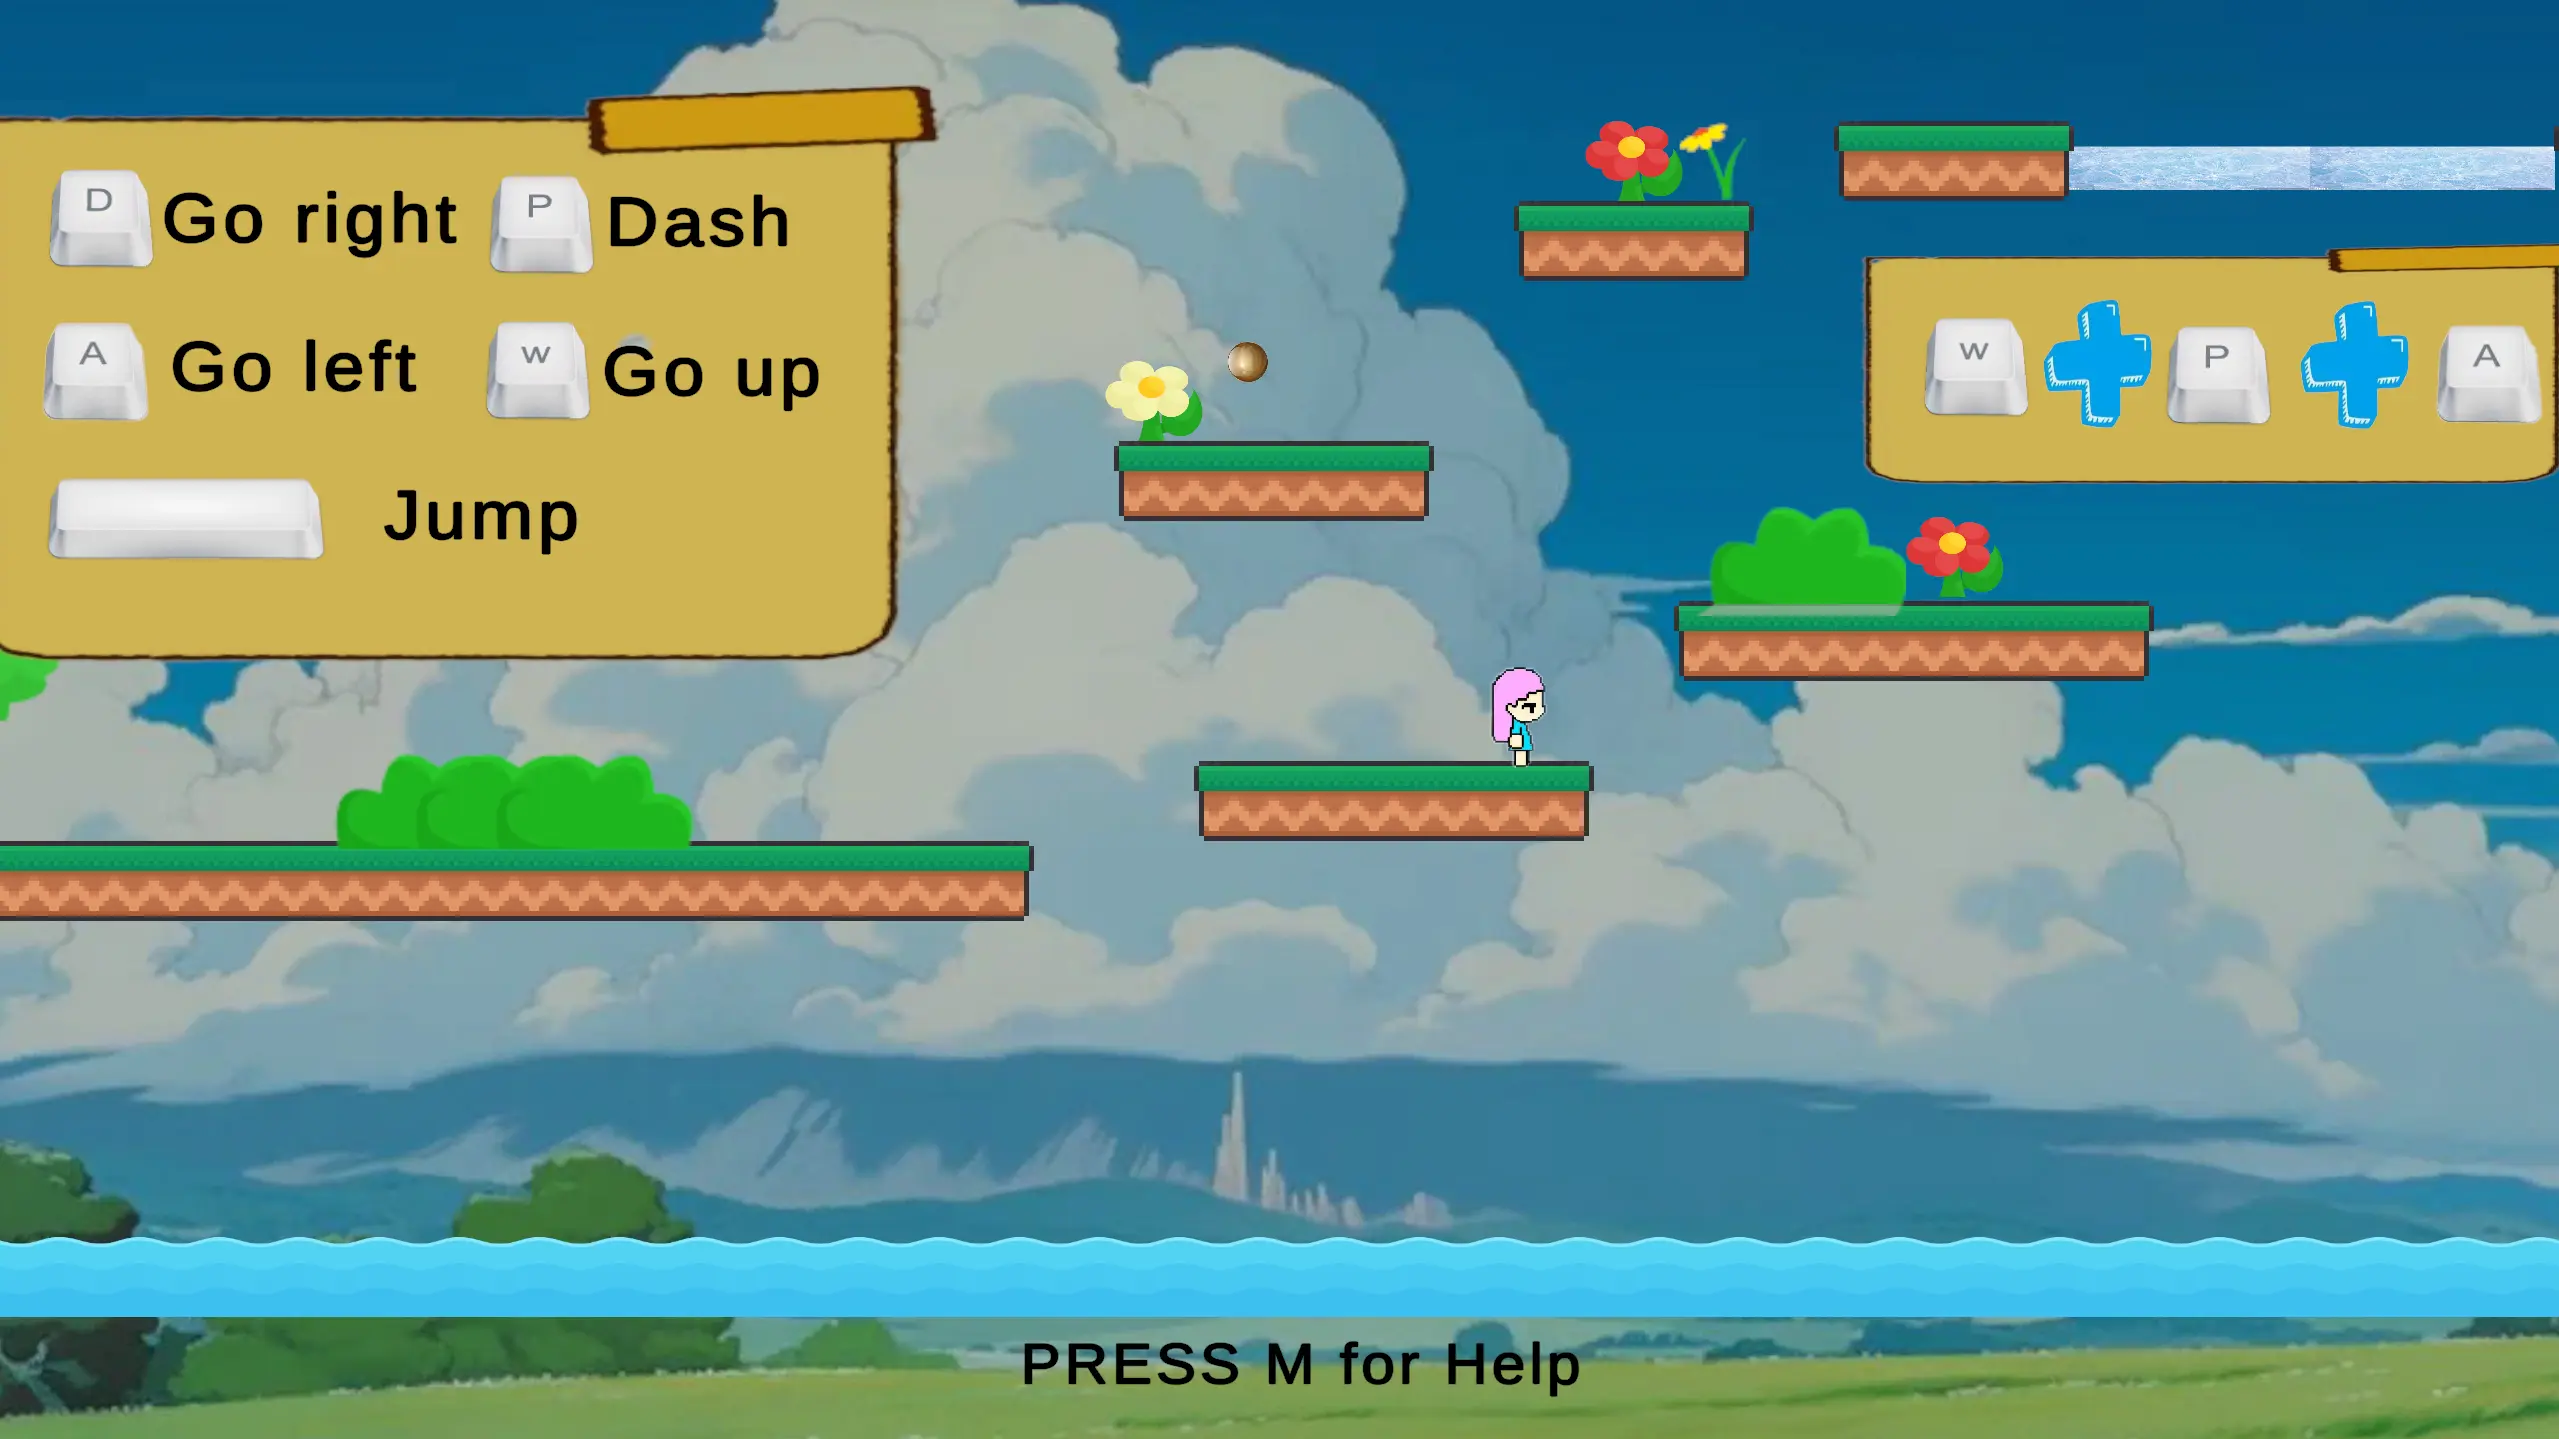 D Go right P Dash
A Go left W Go up
Jump
W P A
PRESS M for Help